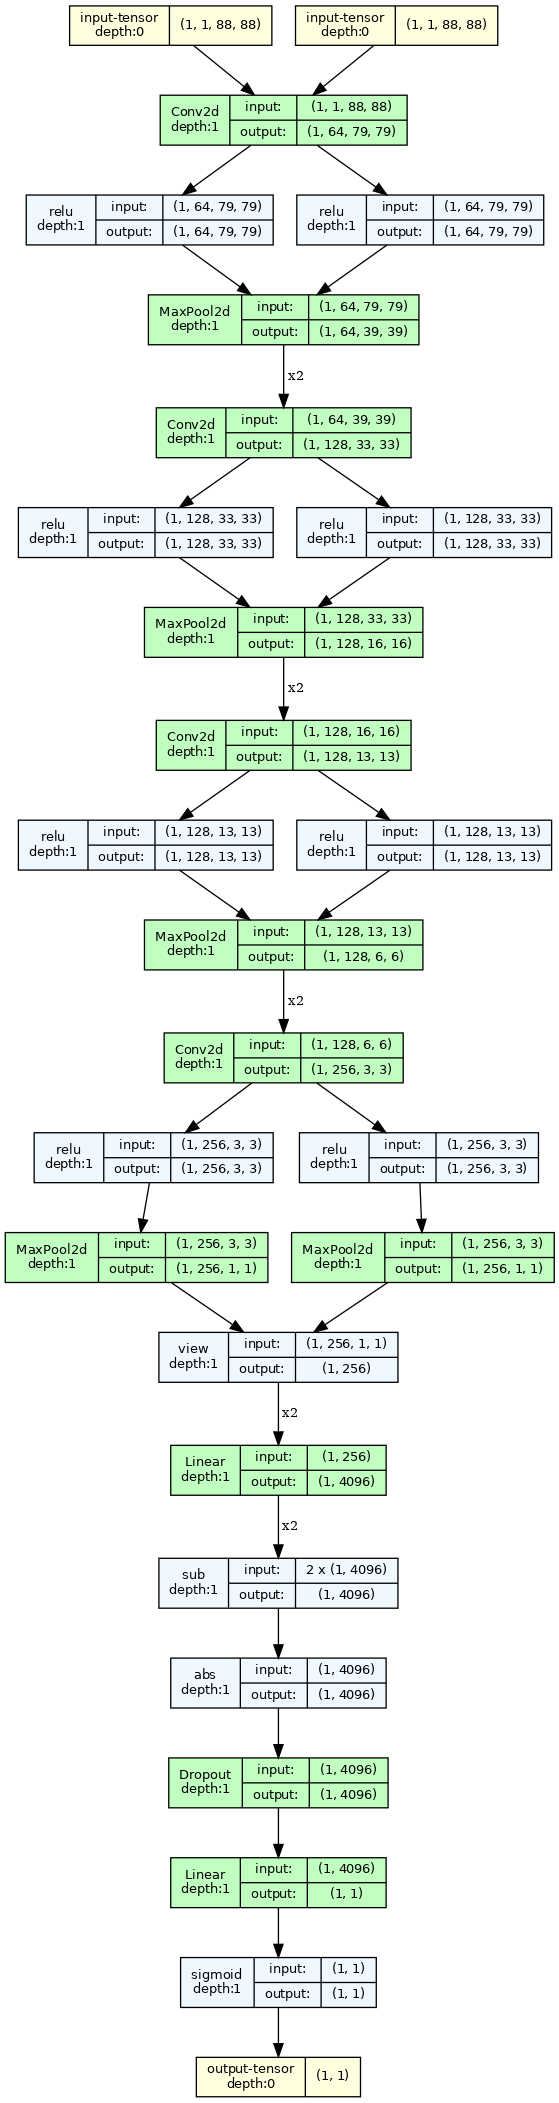 input-tensor
depth:0
(1, 1, 88, 88)
input-tensor
depth:0
(1, 1, 88, 88)
Conv2d
depth:1
input:
(1, 1, 88, 88)
output:
(1, 64, 79, 79)
relu
depth:1
input:
(1, 64, 79, 79)
output:
(1, 64, 79, 79)
relu
depth:1
input:
(1, 64, 79, 79)
output:
(1, 64, 79, 79)
MaxPool2d
depth:1
input:
(1, 64, 79, 79)
output:
(1, 64, 39, 39)
x2
Conv2d
depth:1
input:
(1, 64, 39, 39)
output:
(1, 128, 33, 33)
relu
depth:1
input:
(1, 128, 33, 33)
output:
(1, 128, 33, 33)
relu
depth:1
input:
(1, 128, 33, 33)
output:
(1, 128, 33, 33)
MaxPool2d
depth:1
input:
(1, 128, 33, 33)
output:
(1, 128, 16, 16)
x2
Conv2d
depth:1
input:
(1, 128, 16, 16)
output:
(1, 128, 13, 13)
relu
depth:1
input:
(1, 128, 13, 13)
output:
(1, 128, 13, 13)
relu
depth:1
input:
(1, 128, 13, 13)
output:
(1, 128, 13, 13)
MaxPool2d
depth:1
input:
(1, 128, 13, 13)
output:
(1, 128, 6, 6)
x2
Conv2d
depth:1
input:
(1, 128, 6, 6)
output:
(1, 256, 3, 3)
relu
depth:1
input:
(1, 256, 3, 3)
output:
(1, 256, 3, 3)
relu
depth:1
input:
(1, 256, 3, 3)
output:
(1, 256, 3, 3)
MaxPool2d
depth:1
input:
(1, 256, 3, 3)
output:
(1, 256, 1, 1)
MaxPool2d
depth:1
input:
(1, 256, 3, 3)
output:
(1, 256, 1, 1)
view
depth:1
input:
(1, 256, 1, 1)
output:
(1, 256)
x2
Linear
depth:1
input:
(1, 256)
output:
(1, 4096)
x2
sub
depth:1
input:
2 x (1, 4096)
output:
(1, 4096)
abs
depth:1
input:
(1, 4096)
output:
(1, 4096)
Dropout
depth:1
input:
(1, 4096)
output:
(1, 4096)
Linear
depth:1
input:
(1, 4096)
output:
(1, 1)
sigmoid
depth:1
input:
(1, 1)
output:
(1, 1)
output-tensor
depth:0
(1, 1)